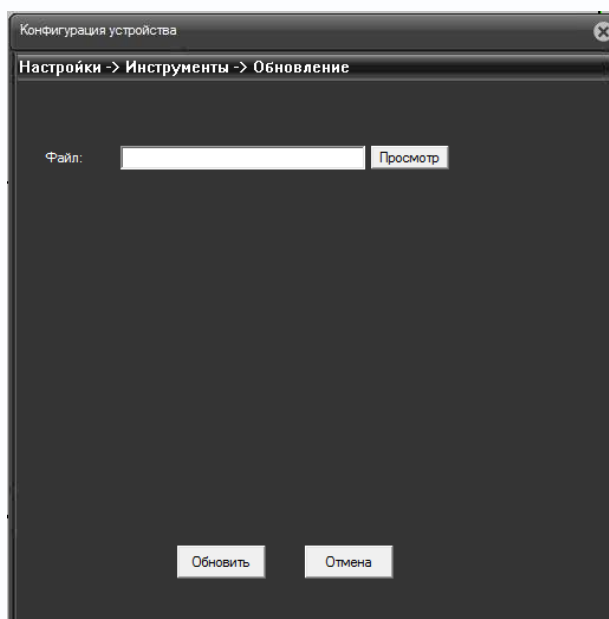 Конфигурация устройства
Настройки -> Инструменты -> Обновление
Файл:
Просмотр
Обновить
Отмена